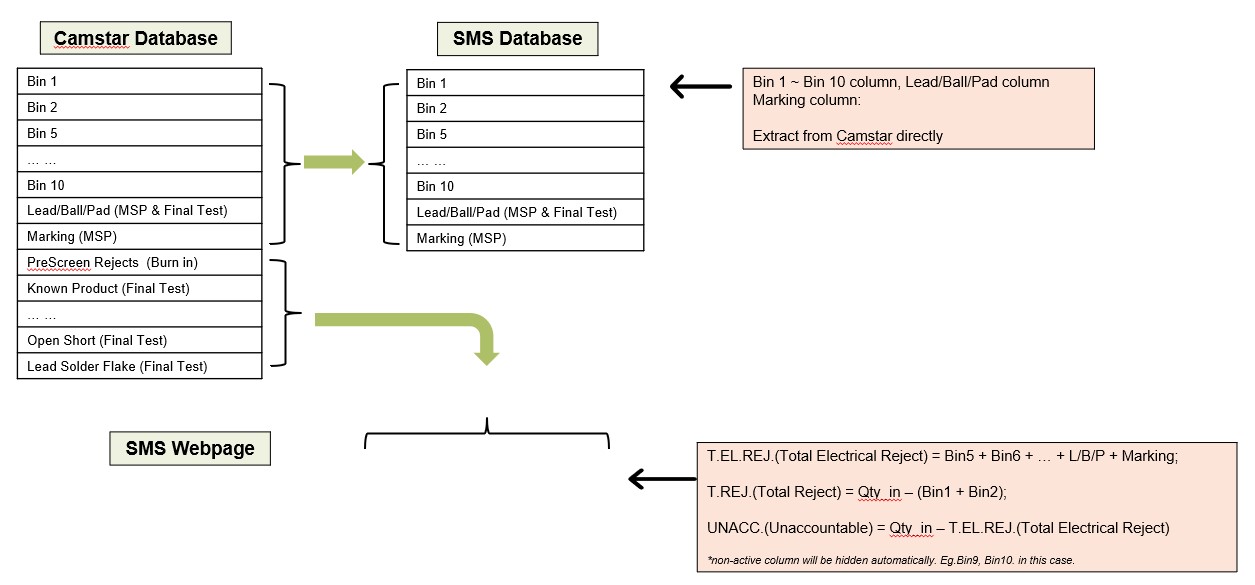 Camstar Database
Bin 1
Bin 2
Bin 5
... ...
Bin 10
Lead/Ball/Pad (MSP & Final Test)
Marking (MSP)
PreScreen Rejects  (Burn in)
Known Product (Final Test)
... ...
Open Short (Final Test)
Lead Solder Flake (Final Test)
SMS Database
Bin 1
Bin 2
Bin 5
... ...
Bin 10
Lead/Ball/Pad (MSP & Final Test)
Marking (MSP)
Bin 1 ~ Bin 10 column, Lead/Ball/Pad column
Marking column:
Extract from Camstar directly
SMS Webpage
T.EL.REJ.(Total Electrical Reject) = Bin5 + Bin6 + … + L/B/P + Marking;
T.REJ.(Total Reject) = Qty_in – (Bin1 + Bin2);
UNACC.(Unaccountable) = Qty_in – T.EL.REJ.(Total Electrical Reject)
*non-active column will be hidden automatically. Eg.Bin9, Bin10. in this case.